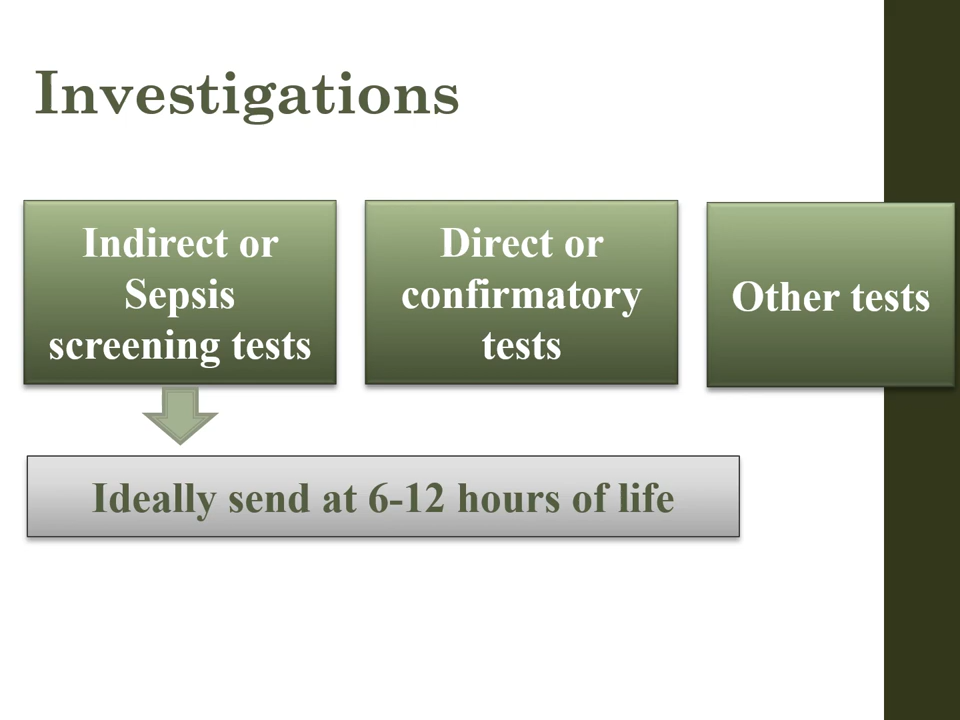 Investigations
Indirect or
Sepsis
screening tests
Direct or
confirmatory
tests
Other tests
Ideally send at 6-12 hours of life